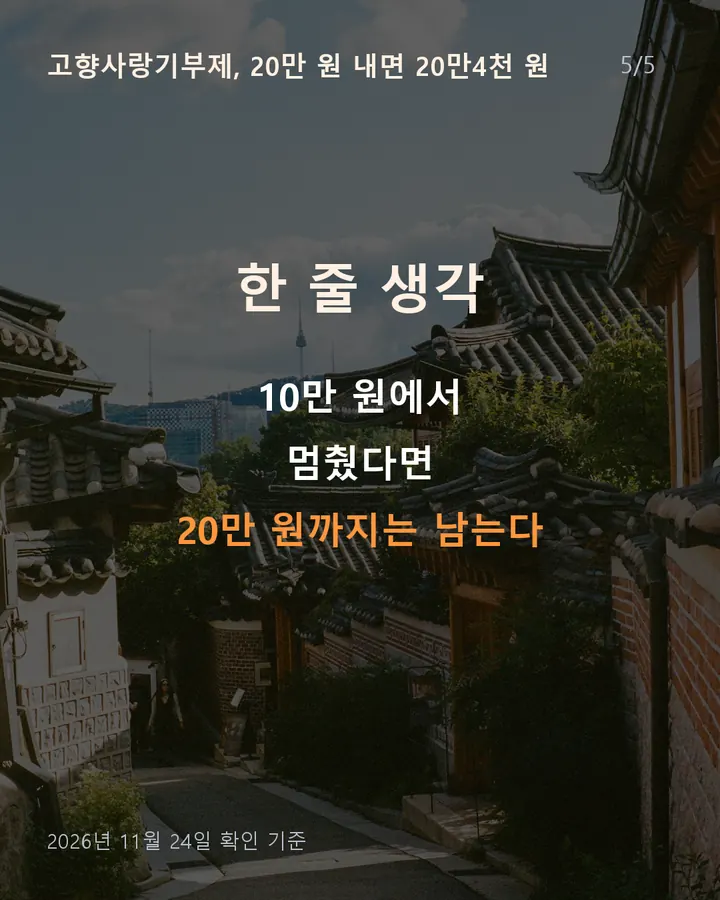 고향사랑기부제, 20만 원 내면 20만4천 원
5/5
한 줄 생각
10만 원에서
멈췄다면
20만 원까지는 남는다
2026년 11월 24일 확인 기준